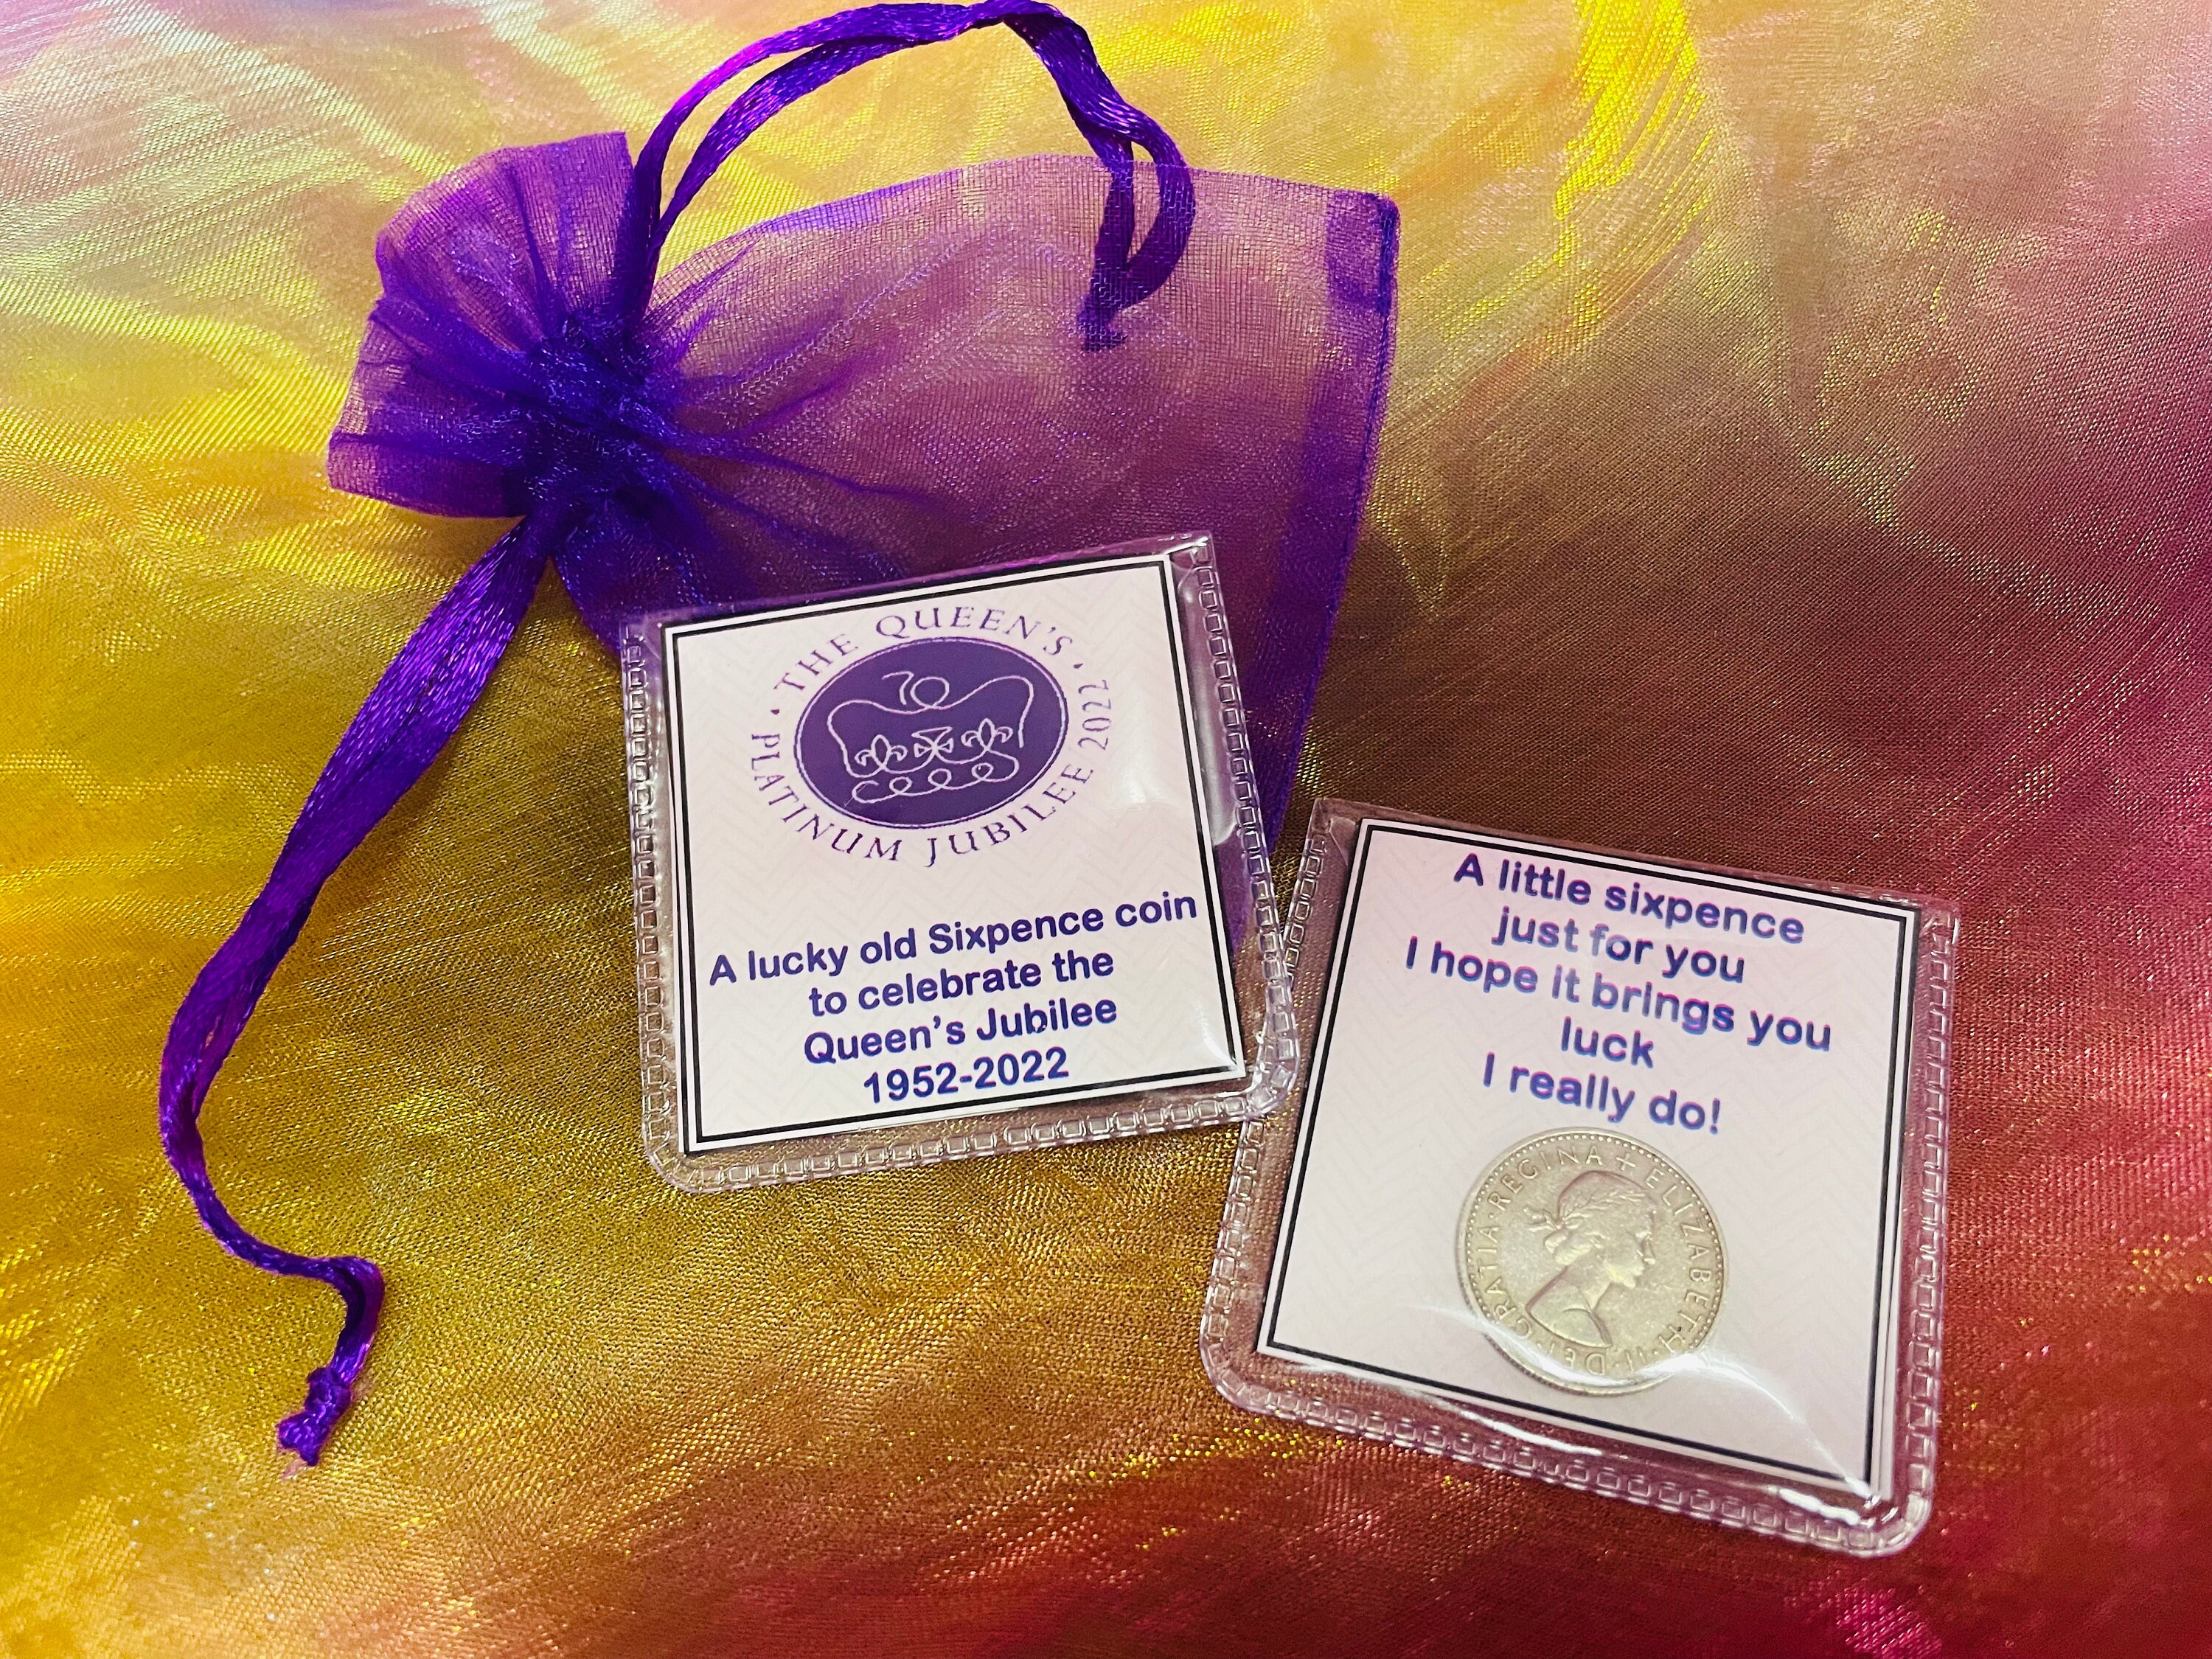 · THE QUEEN'S ·
PLATINUM JUBILEE 2022
70
A lucky old Sixpence coin
to celebrate the
Queen's Jubilee
1952-2022
A little sixpence
just for you
I hope it brings you
luck
I really do!
ELIZABETH·II·DEI·GRATIA·REGINA+